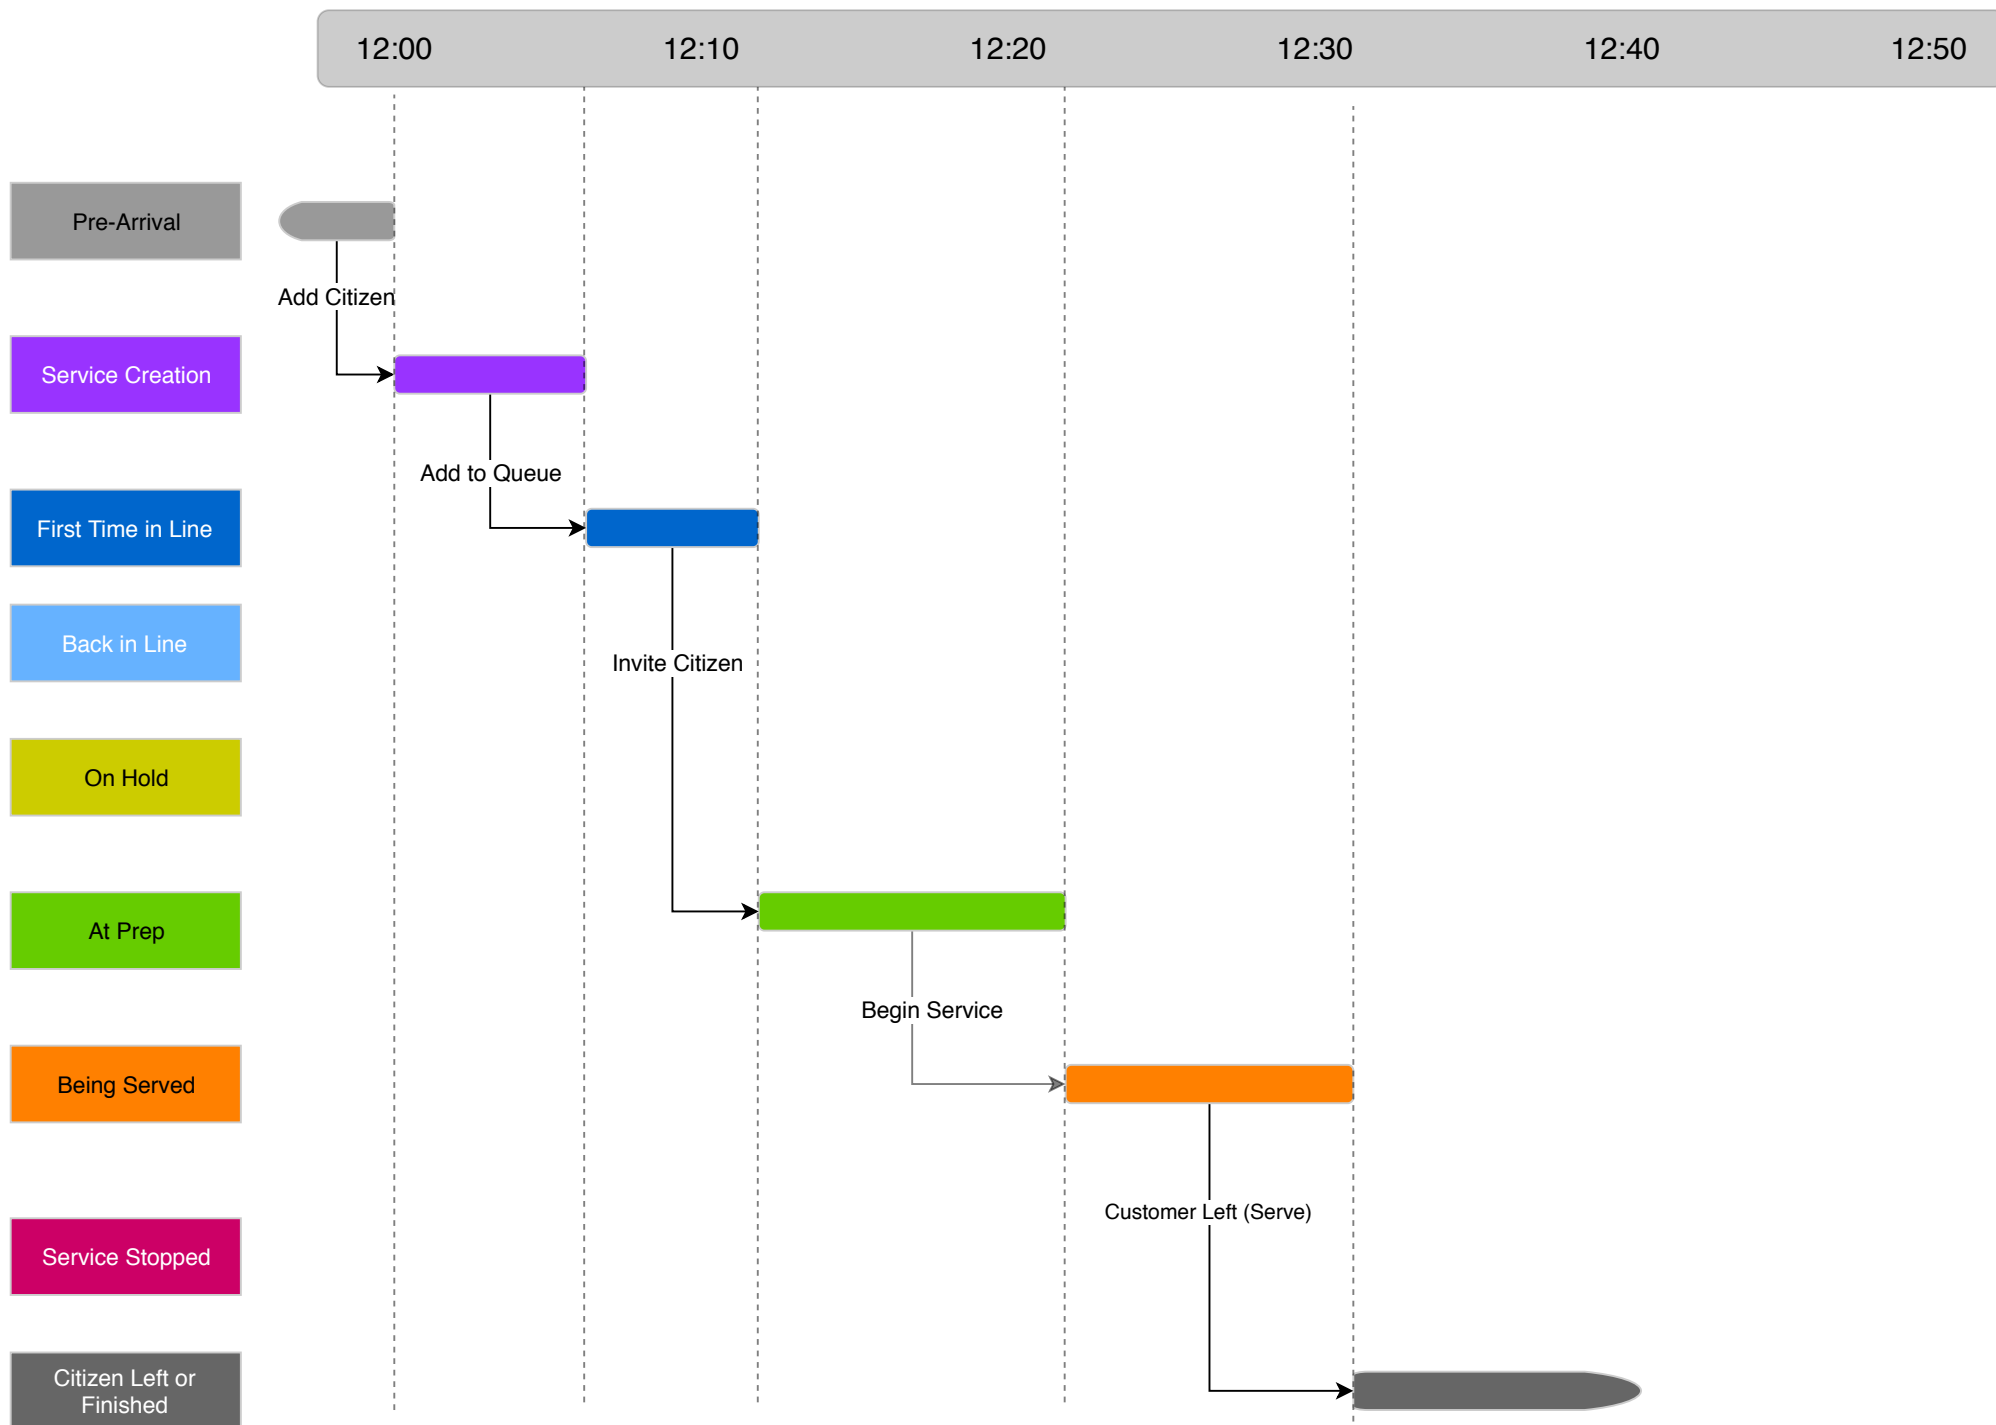 12:00 12:10 12:20 12:30 12:40 12:50
Pre-Arrival
Add Citizen
Service Creation
Add to Queue
First Time in Line
Back in Line
Invite Citizen
On Hold
At Prep
Begin Service
Being Served
Customer Left (Serve)
Service Stopped
Citizen Left or
Finished